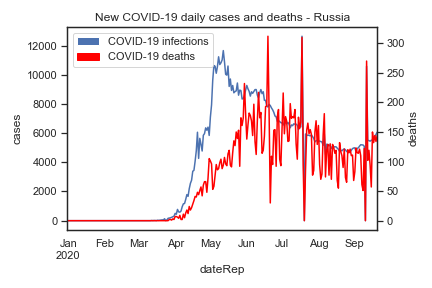 New COVID-19 daily cases and deaths - Russia
COVID-19 infections
COVID-19 deaths
cases
12000
10000
8000
6000
4000
2000
0
deaths
300
250
200
150
100
50
0
Jan Feb Mar Apr May Jun Jul Aug Sep
2020
dateRep